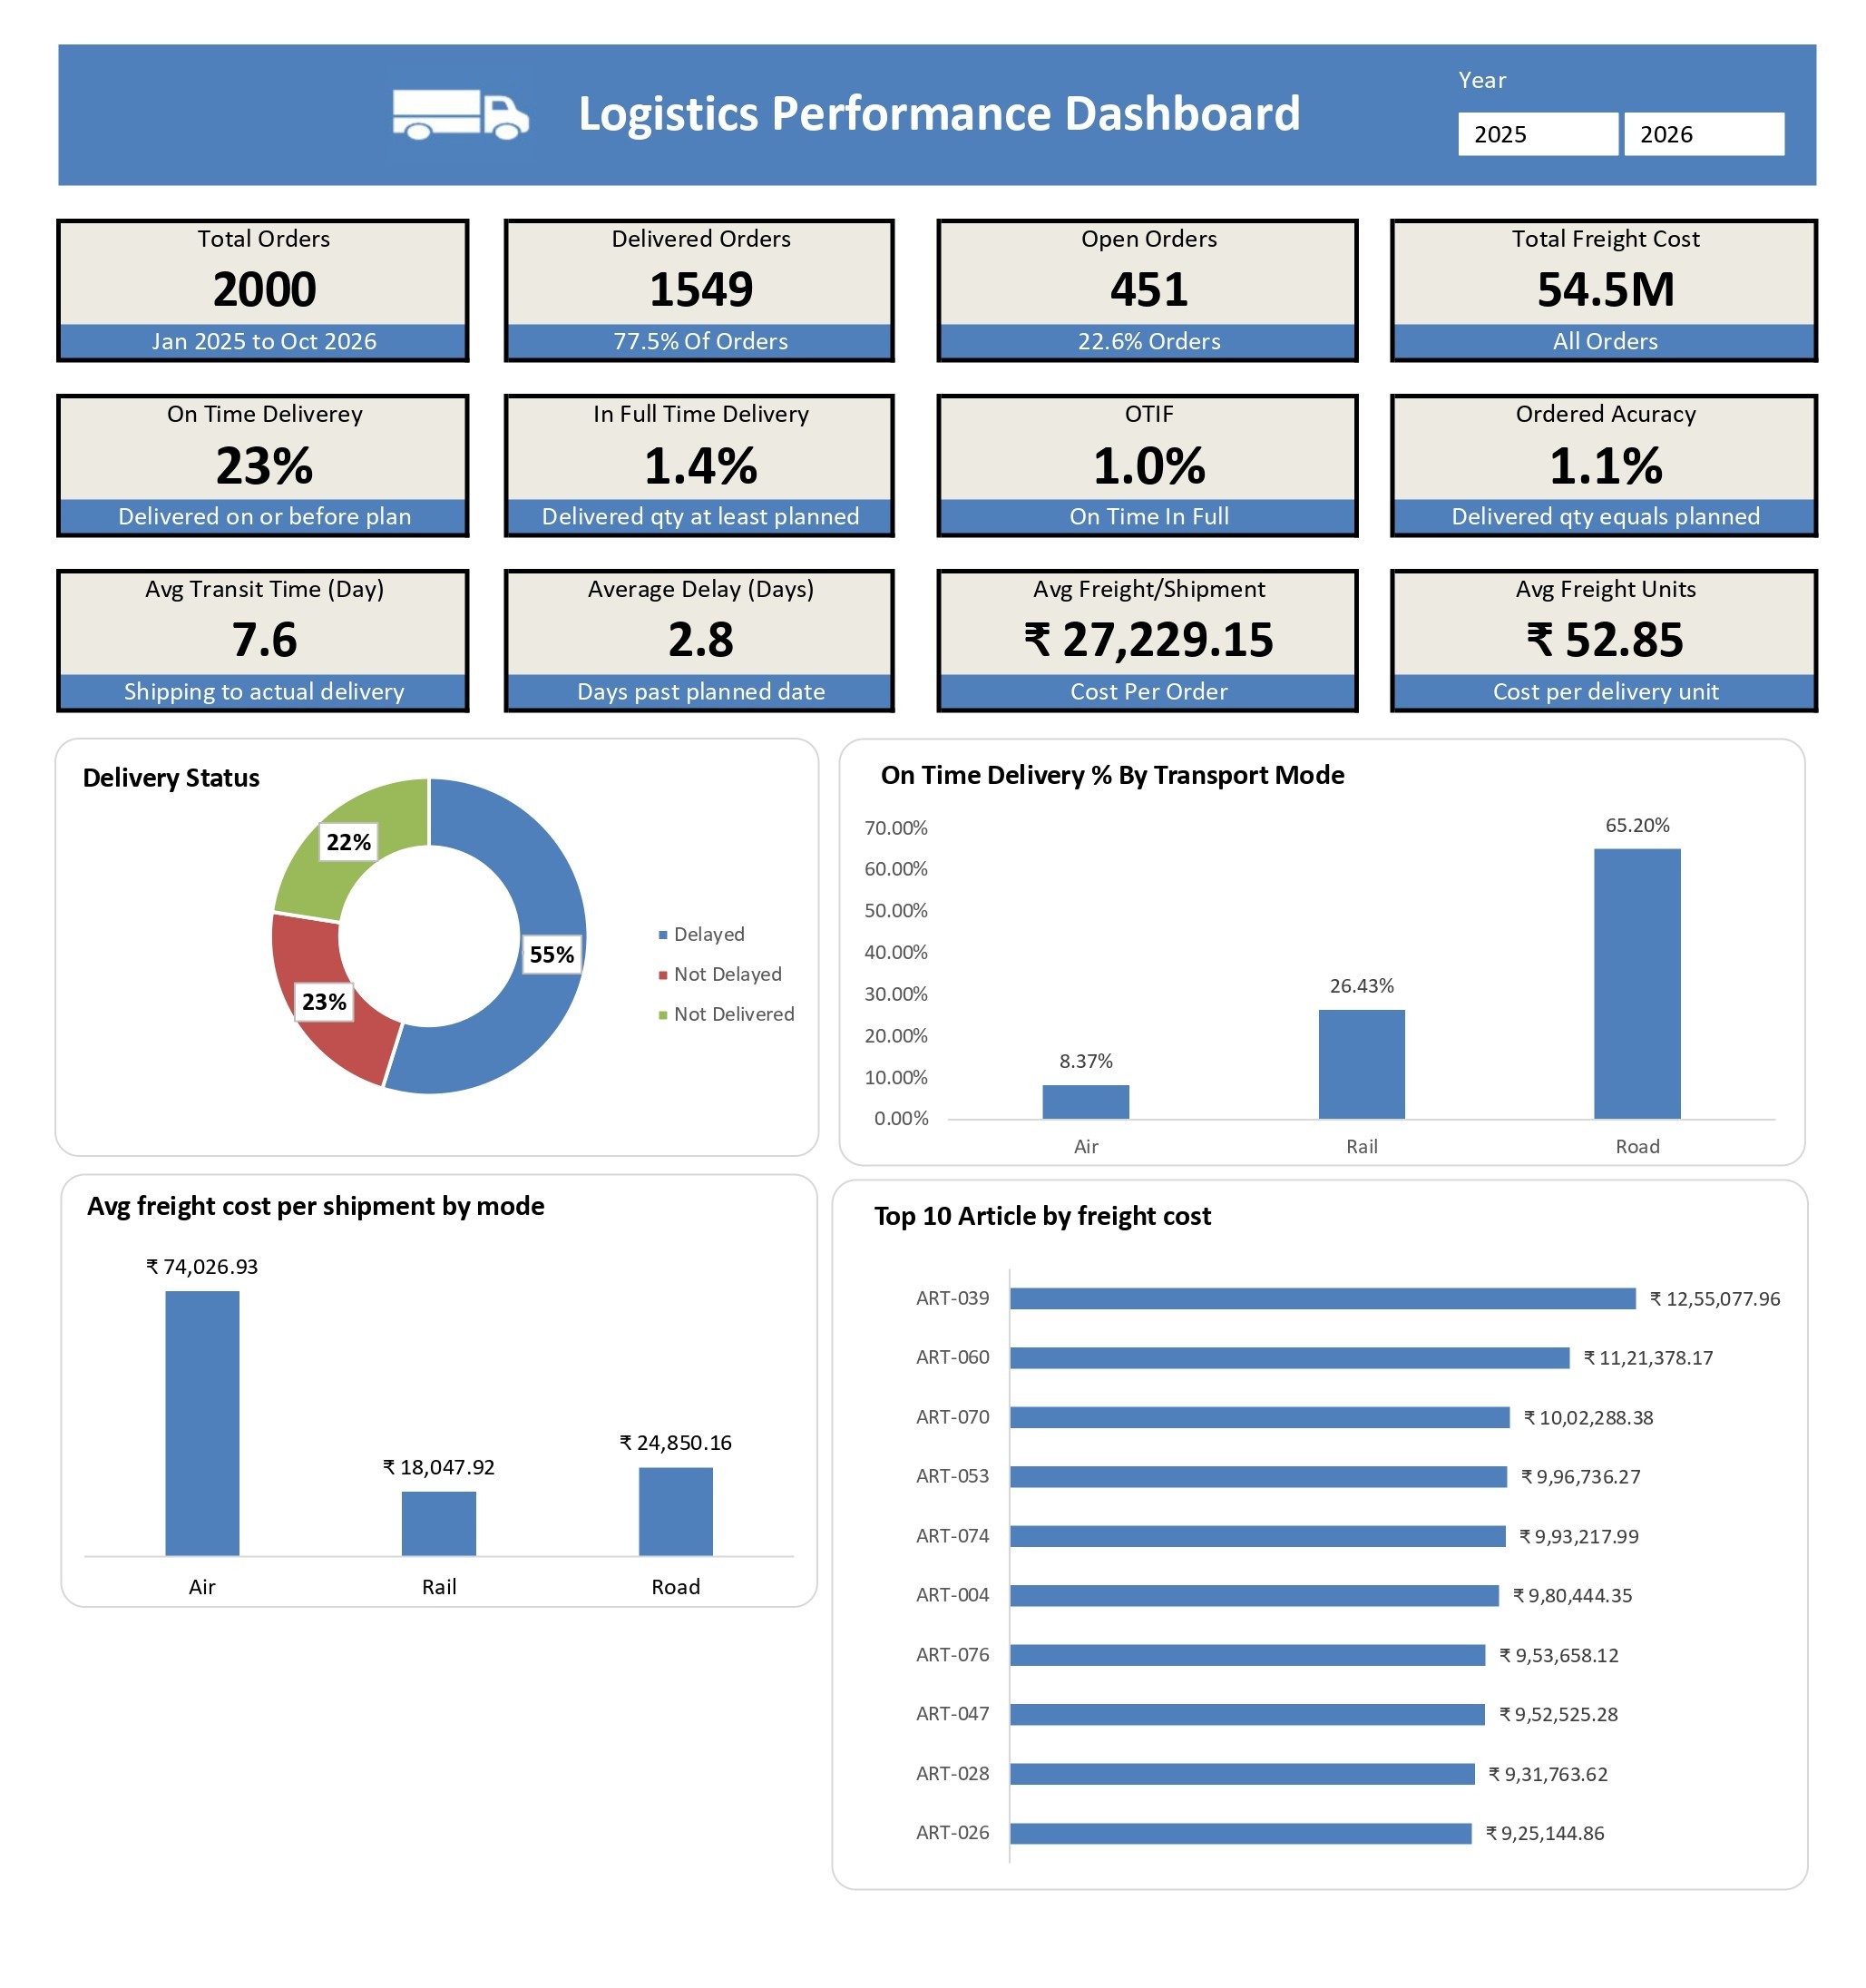 Logistics Performance Dashboard
Year
2025 2026
Total Orders
2000
Jan 2025 to Oct 2026
Delivered Orders
1549
77.5% Of Orders
Open Orders
451
22.6% Orders
Total Freight Cost
54.5M
All Orders
On Time Deliverey
23%
Delivered on or before plan
In Full Time Delivery
1.4%
Delivered qty at least planned
OTIF
1.0%
On Time In Full
Ordered Acuracy
1.1%
Delivered qty equals planned
Avg Transit Time (Day)
7.6
Shipping to actual delivery
Average Delay (Days)
2.8
Days past planned date
Avg Freight/Shipment
₹ 27,229.15
Cost Per Order
Avg Freight Units
₹ 52.85
Cost per delivery unit
Delivery Status
22%
55%
23%
Delayed
Not Delayed
Not Delivered
On Time Delivery % By Transport Mode
70.00%
60.00%
50.00%
40.00%
30.00%
20.00%
10.00%
0.00%
8.37%
26.43%
65.20%
Air Rail Road
Avg freight cost per shipment by mode
₹ 74,026.93
₹ 18,047.92
₹ 24,850.16
Air Rail Road
Top 10 Article by freight cost
ART-039 ₹ 12,55,077.96
ART-060 ₹ 11,21,378.17
ART-070 ₹ 10,02,288.38
ART-053 ₹ 9,96,736.27
ART-074 ₹ 9,93,217.99
ART-004 ₹ 9,80,444.35
ART-076 ₹ 9,53,658.12
ART-047 ₹ 9,52,525.28
ART-028 ₹ 9,31,763.62
ART-026 ₹ 9,25,144.86